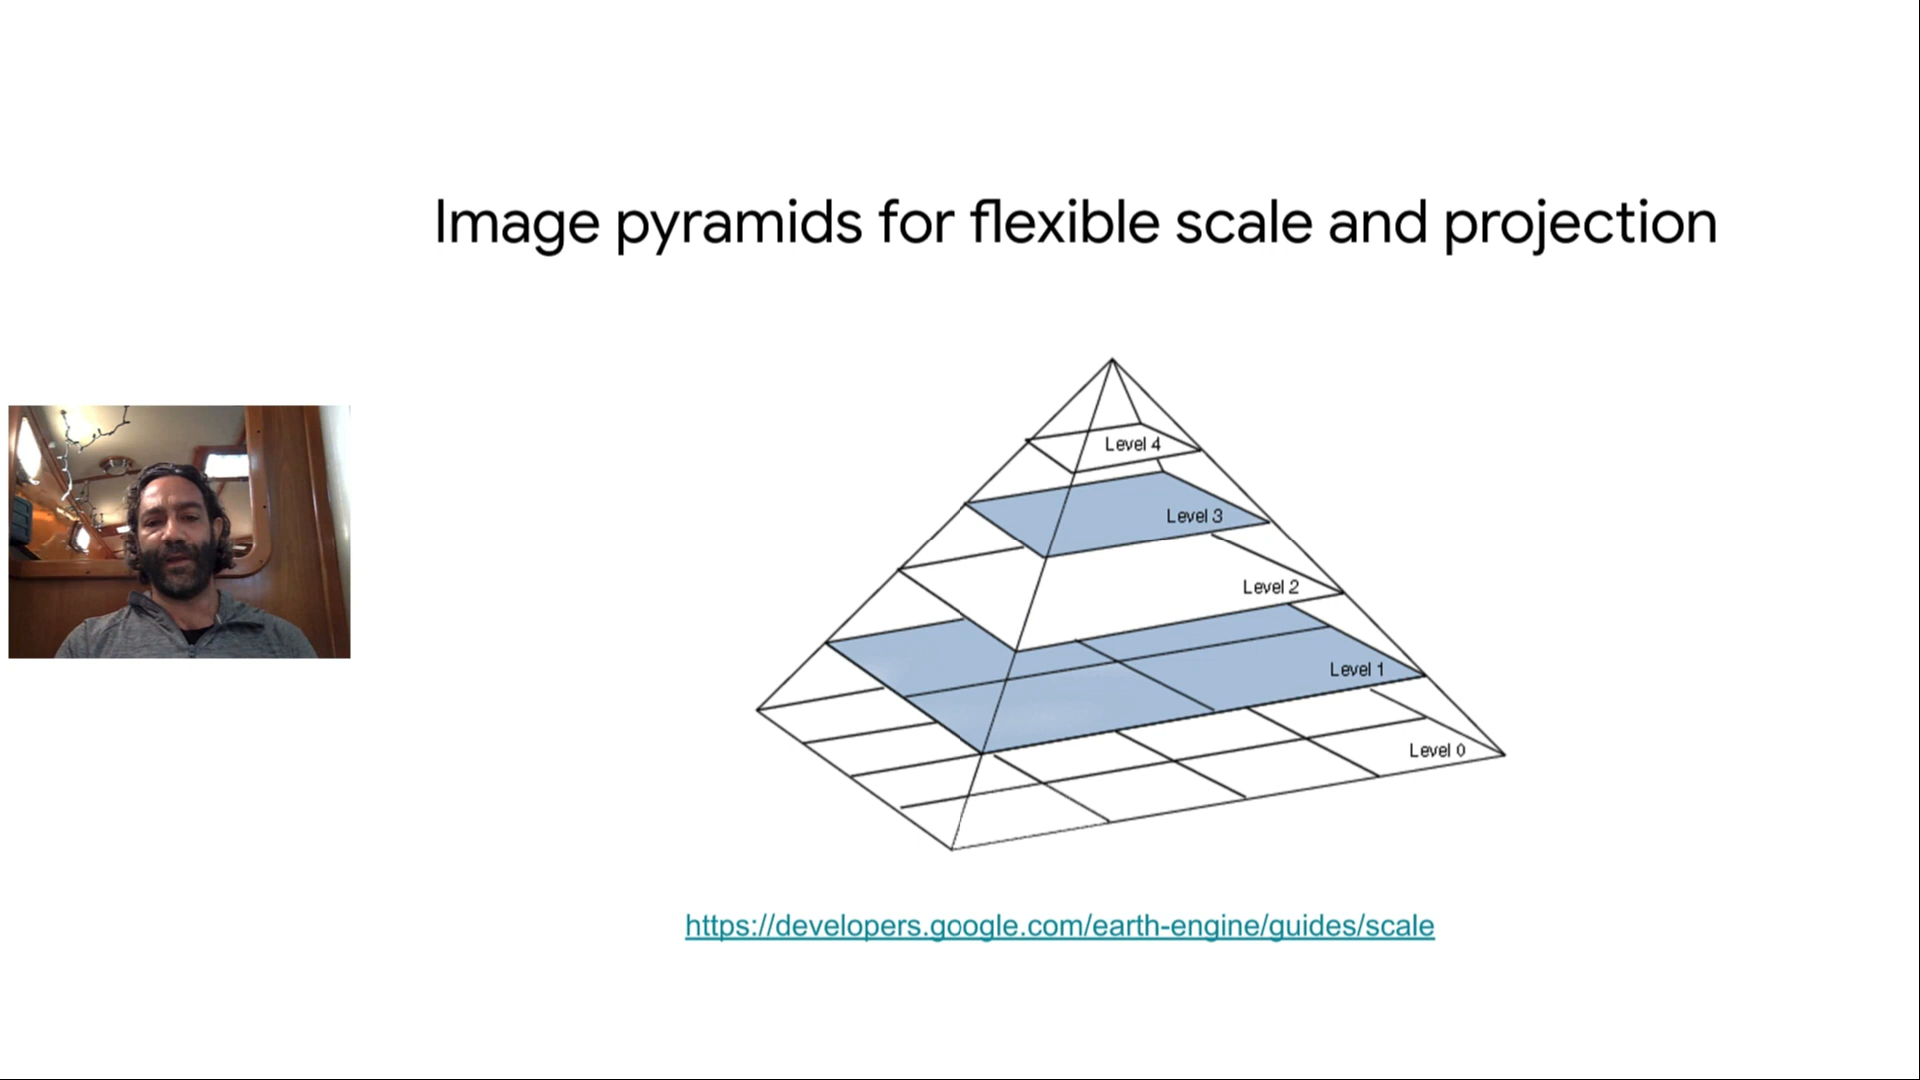 Image pyramids for flexible scale and projection
Level 4
Level 3
Level 2
Level 1
Level 0
https://developers.google.com/earth-engine/guides/scale